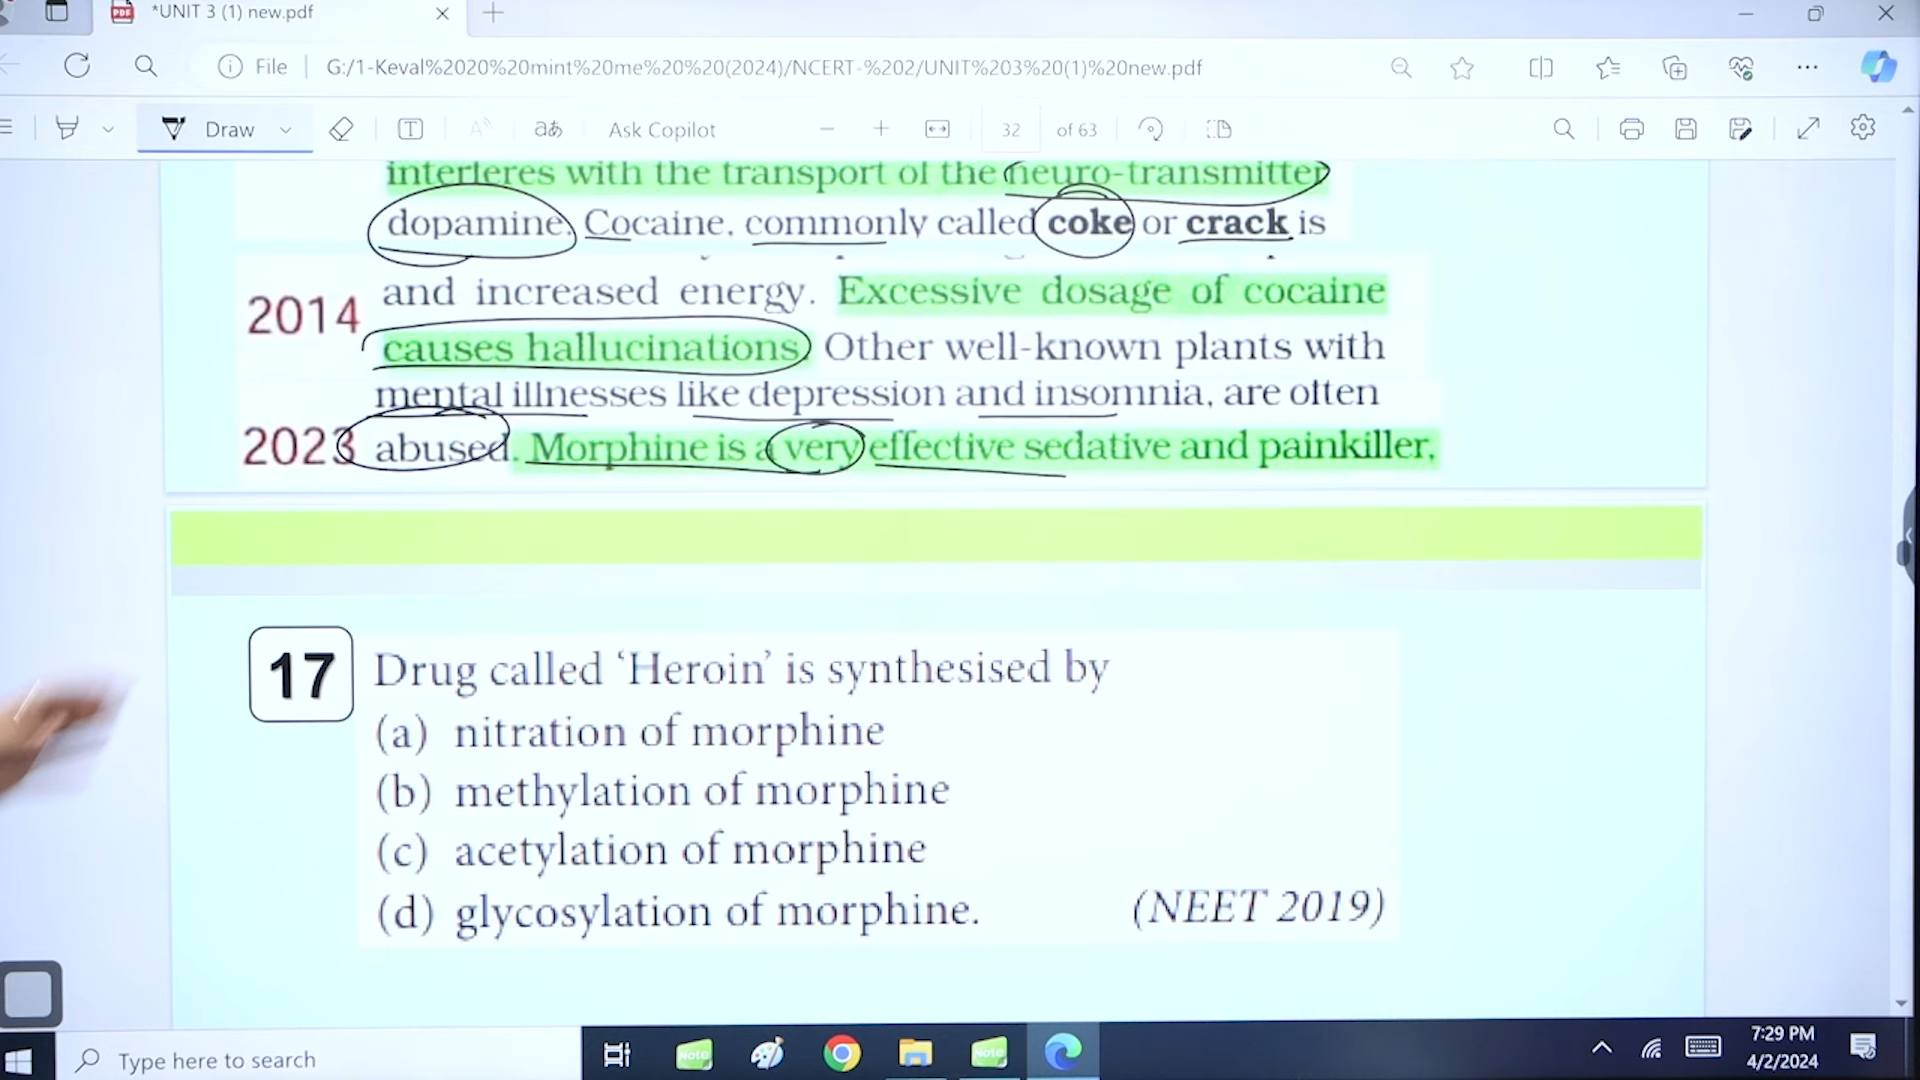 *UNIT 3 (1) new.pdf
File
G:/1-Keval%2020%20mint%20me%20%20(2024)/NCERT-%202/UNIT%203%20(1)%20new.pdf
Draw
Ask Copilot
32 of 63
interferes with the transport of the neuro-transmitter
dopamine. Cocaine, commonly called coke or crack is
2014 and increased energy. Excessive dosage of cocaine
causes hallucinations. Other well-known plants with
mental illnesses like depression and insomnia, are often
2023 abused. Morphine is a very effective sedative and painkiller,
17 Drug called ‘Heroin’ is synthesised by
(a) nitration of morphine
(b) methylation of morphine
(c) acetylation of morphine
(d) glycosylation of morphine. (NEET 2019)
Type here to search
7:29 PM
4/2/2024